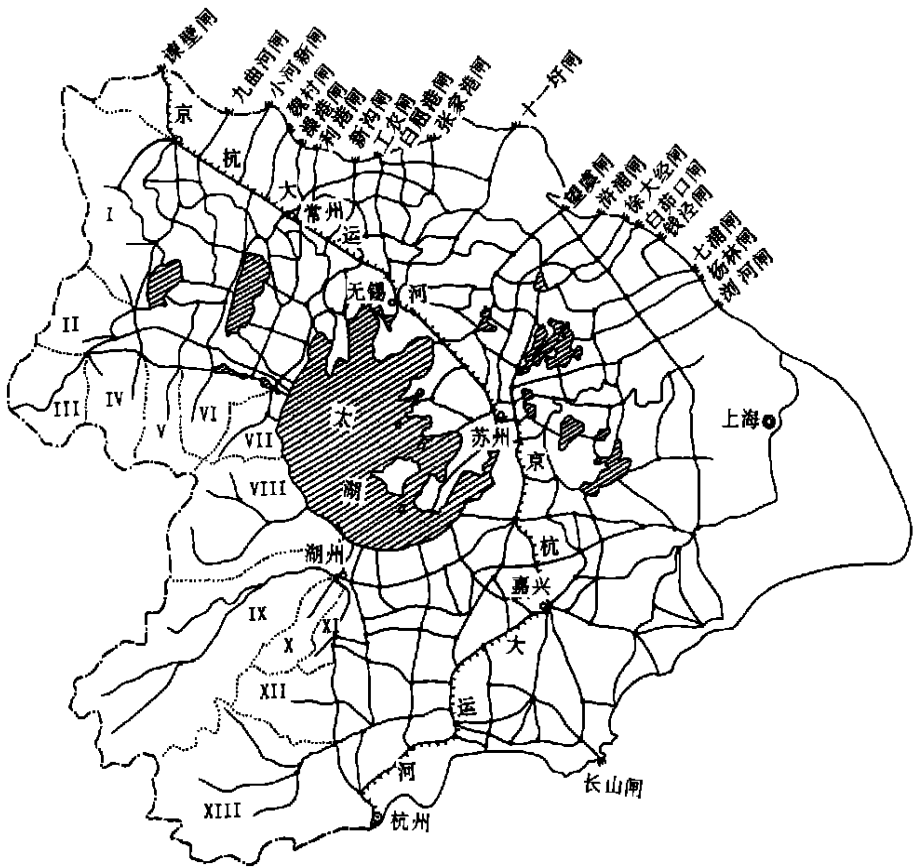 谏壁闸
九曲河闸
小河新闸
魏村闸
澡港闸
利港闸
新沟闸
工农闸
白屈港闸
张家港闸
十一圩闸
望虞闸
浒浦闸
徐大经闸
白茆口闸
钱泾闸
七浦闸
杨林闸
浏河闸
京
杭
大
运
河
常州
无锡
I
II
III
IV
V
VI
VII
VIII
太
湖
苏州
上海
京
杭
湖州
嘉兴
IX
X
XI
XII
大
运
河
XIII
杭州
长山闸